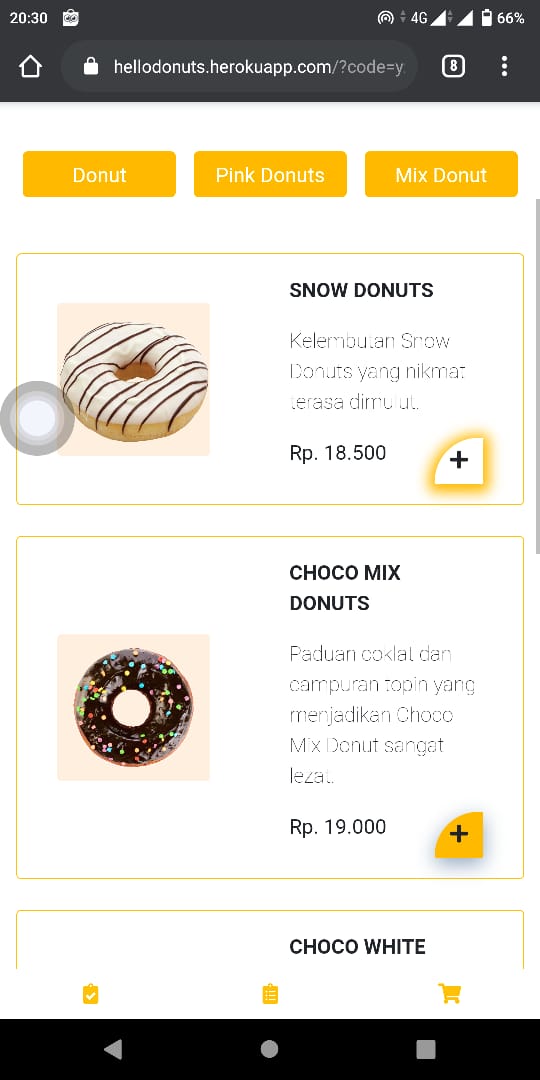 20:30
4G
66%
hellodonuts.herokuapp.com/?code=y
8
Donut
Pink Donuts
Mix Donut
SNOW DONUTS
Kelembutan Snow
Donuts yang nikmat
terasa dimulut.
Rp. 18.500
+
CHOCO MIX
DONUTS
Paduan coklat dan
campuran topin yang
menjadikan Choco
Mix Donut sangat
lezat.
Rp. 19.000
+
CHOCO WHITE